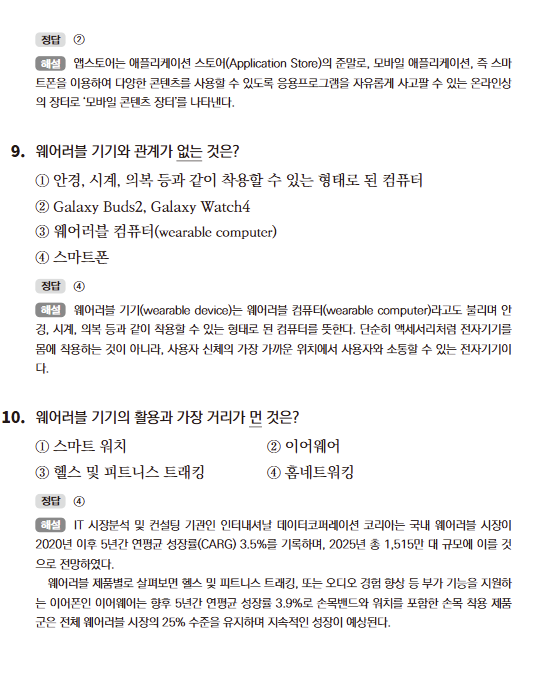 정답 ②
해설 앱스토어는 애플리케이션 스토어(Application Store)의 준말로, 모바일 애플리케이션, 즉 스마
트폰을 이용하여 다양한 콘텐츠를 사용할 수 있도록 응용프로그램을 자유롭게 사고팔 수 있는 온라인상
의 장터로 '모바일 콘텐츠 장터'를 나타낸다.
9. 웨어러블 기기와 관계가 없는 것은?
① 안경, 시계, 의복 등과 같이 착용할 수 있는 형태로 된 컴퓨터
② Galaxy Buds2, Galaxy Watch4
③ 웨어러블 컴퓨터(wearable computer)
④ 스마트폰
정답 ④
해설 웨어러블 기기(wearable device)는 웨어러블 컴퓨터(wearable computer)라고도 불리며 안
경, 시계, 의복 등과 같이 착용할 수 있는 형태로 된 컴퓨터를 뜻한다. 단순히 액세서리처럼 전자기기를
몸에 착용하는 것이 아니라, 사용자 신체의 가장 가까운 위치에서 사용자와 소통할 수 있는 전자기기이
다.
10. 웨어러블 기기의 활용과 가장 거리가 먼 것은?
① 스마트 워치 ② 이어웨어
③ 헬스 및 피트니스 트래킹 ④ 홈네트워킹
정답 ④
해설 IT 시장분석 및 컨설팅 기관인 인터내셔날 데이터코퍼레이션 코리아는 국내 웨어러블 시장이
2020년 이후 5년간 연평균 성장률(CARG) 3.5%를 기록하며, 2025년 총 1,515만 대 규모에 이를 것
으로 전망하였다.
웨어러블 제품별로 살펴보면 헬스 및 피트니스 트래킹, 또는 오디오 경험 향상 등 부가 기능을 지원하
는 이어폰인 이어웨어는 향후 5년간 연평균 성장률 3.9%로 손목밴드와 위치를 포함한 손목 착용 제품
군은 전체 웨어러블 시장의 25% 수준을 유지하며 지속적인 성장이 예상된다.